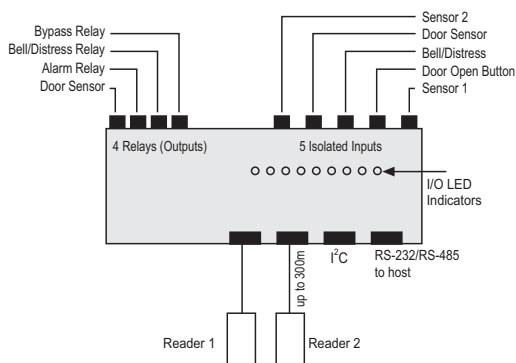 Bypass Relay
Bell/Distress Relay
Alarm Relay
Door Sensor
Sensor 2
Door Sensor
Bell/Distress
Door Open Button
Sensor 1
4 Relays (Outputs)
5 Isolated Inputs
I/O LED
Indicators
up to 300m
I²C
RS-232/RS-485
to host
Reader 1
Reader 2